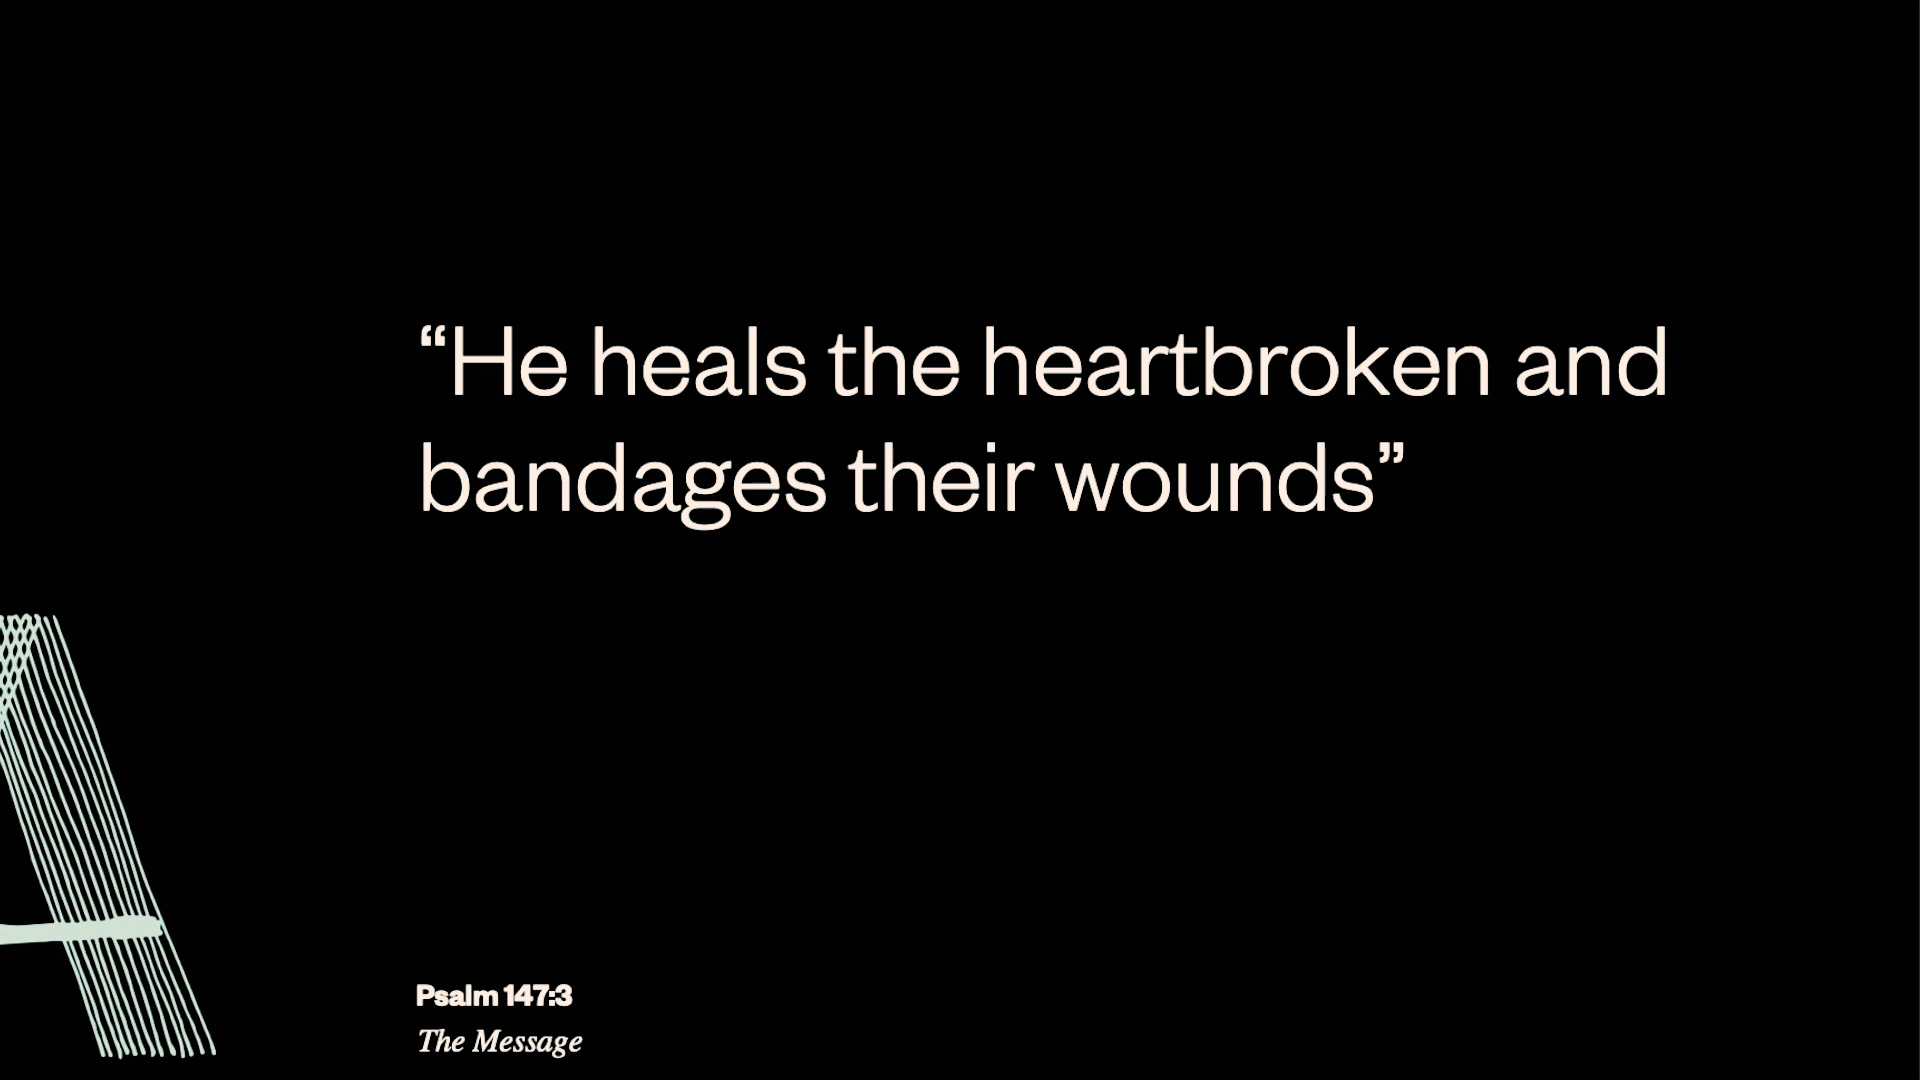 “He heals the heartbroken and
bandages their wounds”
Psalm 147:3
The Message